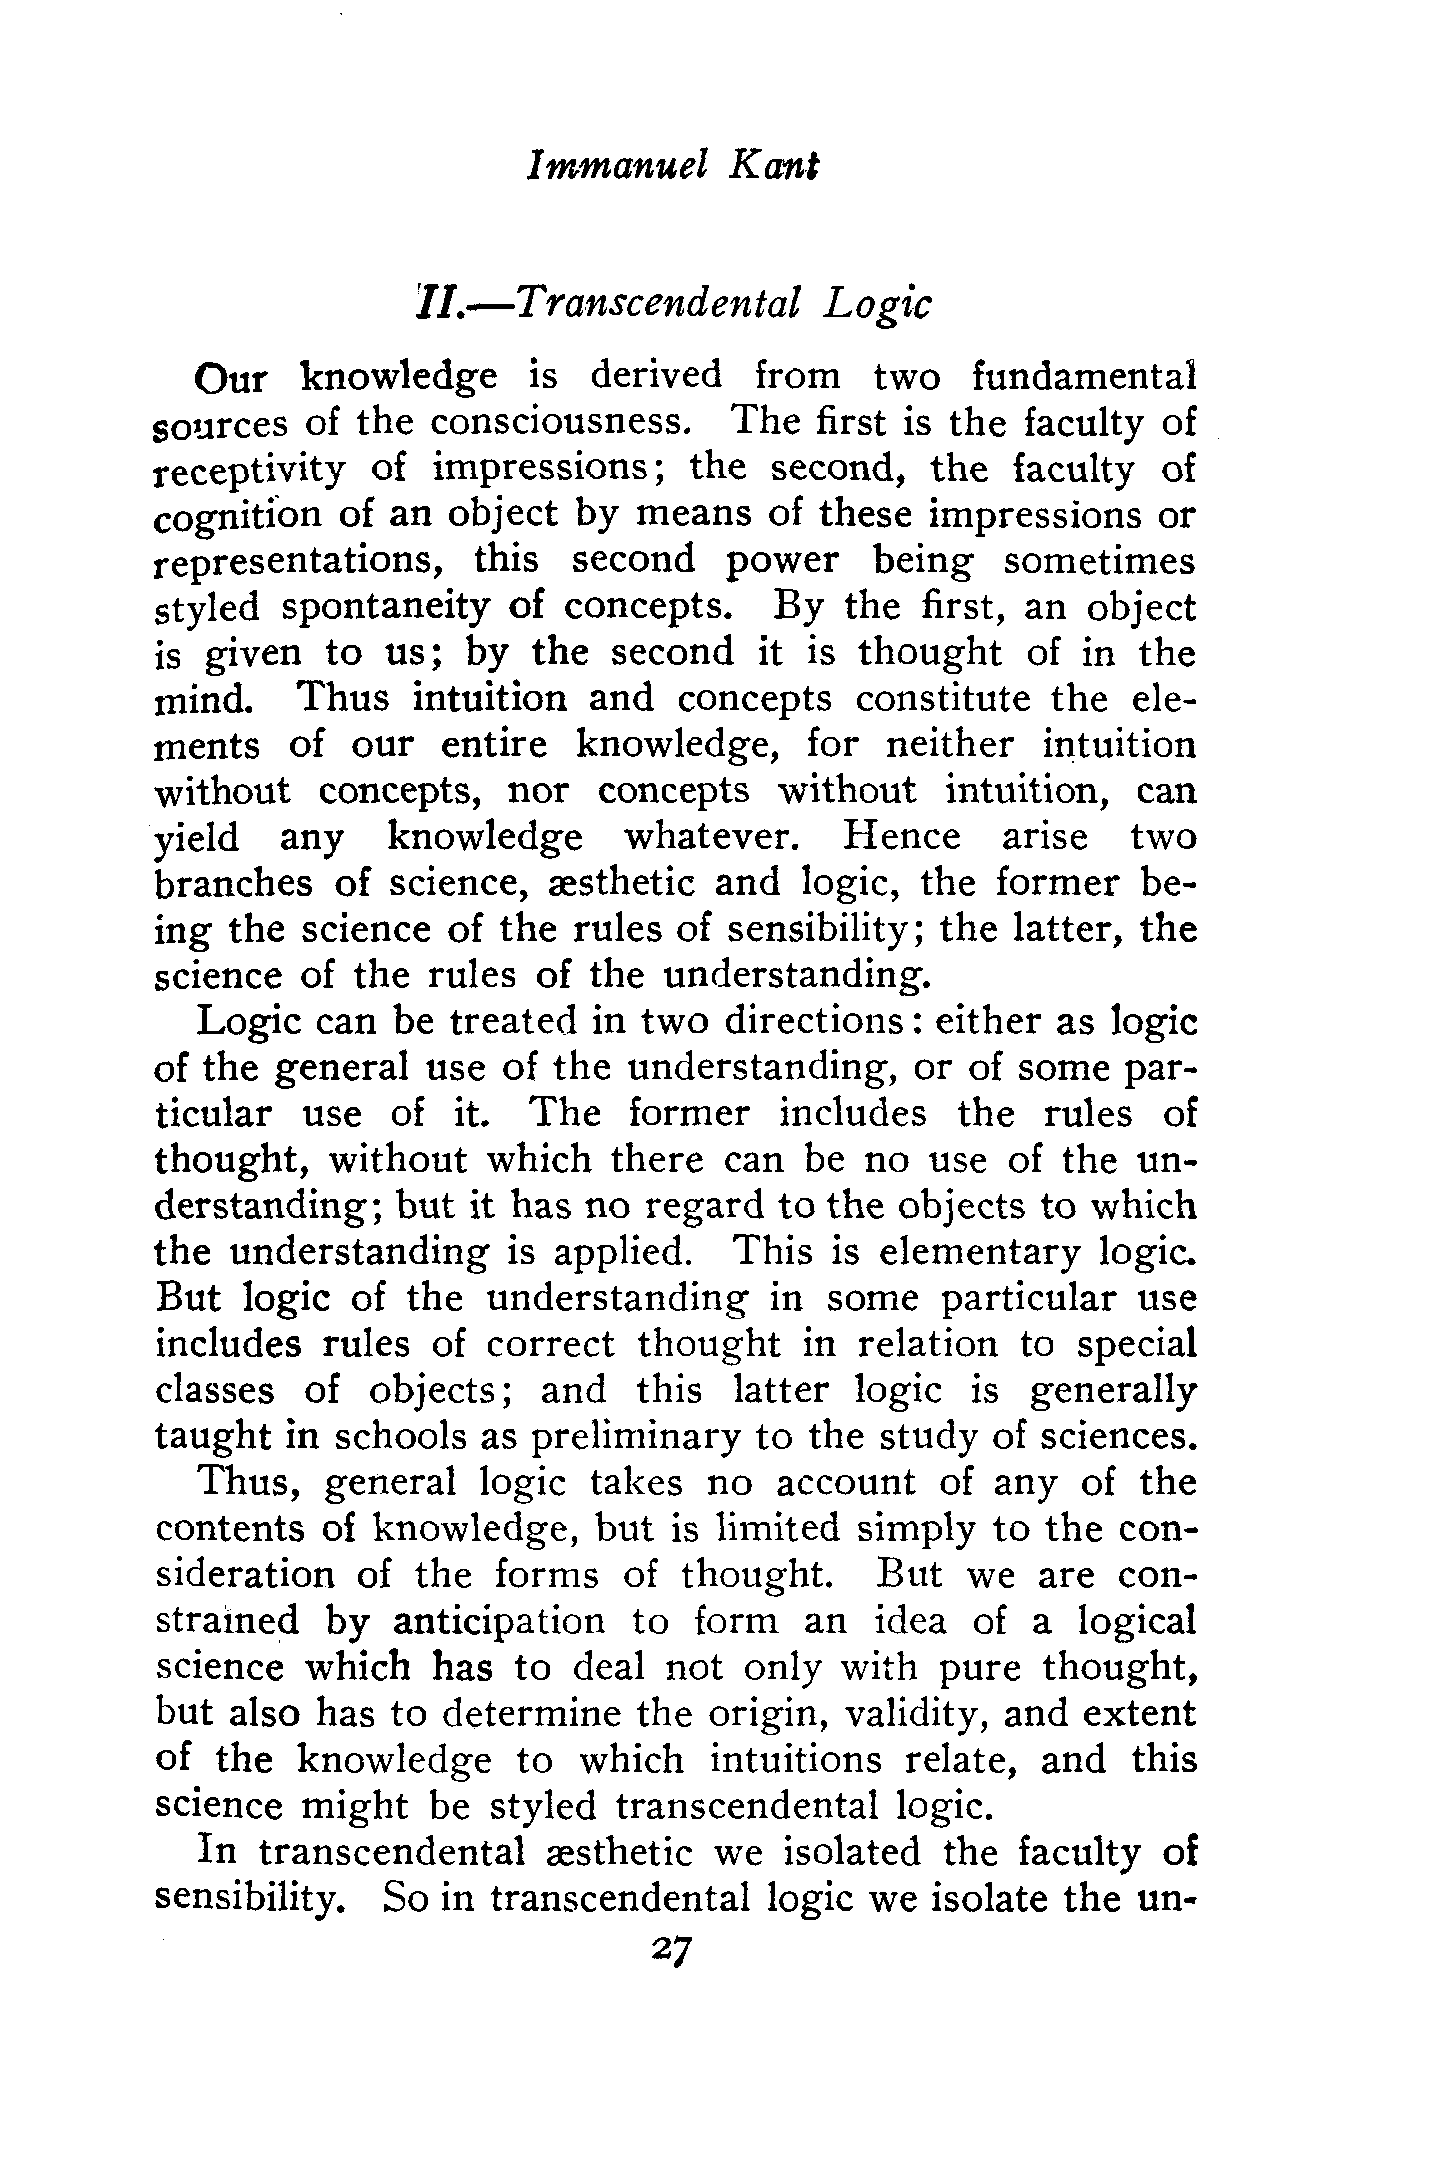 Immanuel Kant
II.—Transcendental Logic
Our knowledge is derived from two fundamental
sources of the consciousness. The first is the faculty of
receptivity of impressions; the second, the faculty of
cognition of an object by means of these impressions or
representations, this second power being sometimes
styled spontaneity of concepts. By the first, an object
is given to us; by the second it is thought of in the
mind. Thus intuition and concepts constitute the ele-
ments of our entire knowledge, for neither intuition
without concepts, nor concepts without intuition, can
yield any knowledge whatever. Hence arise two
branches of science, æsthetic and logic, the former be-
ing the science of the rules of sensibility; the latter, the
science of the rules of the understanding.
Logic can be treated in two directions: either as logic
of the general use of the understanding, or of some par-
ticular use of it. The former includes the rules of
thought, without which there can be no use of the un-
derstanding; but it has no regard to the objects to which
the understanding is applied. This is elementary logic.
But logic of the understanding in some particular use
includes rules of correct thought in relation to special
classes of objects; and this latter logic is generally
taught in schools as preliminary to the study of sciences.
Thus, general logic takes no account of any of the
contents of knowledge, but is limited simply to the con-
sideration of the forms of thought. But we are con-
strained by anticipation to form an idea of a logical
science which has to deal not only with pure thought,
but also has to determine the origin, validity, and extent
of the knowledge to which intuitions relate, and this
science might be styled transcendental logic.
In transcendental æsthetic we isolated the faculty of
sensibility. So in transcendental logic we isolate the un-
27